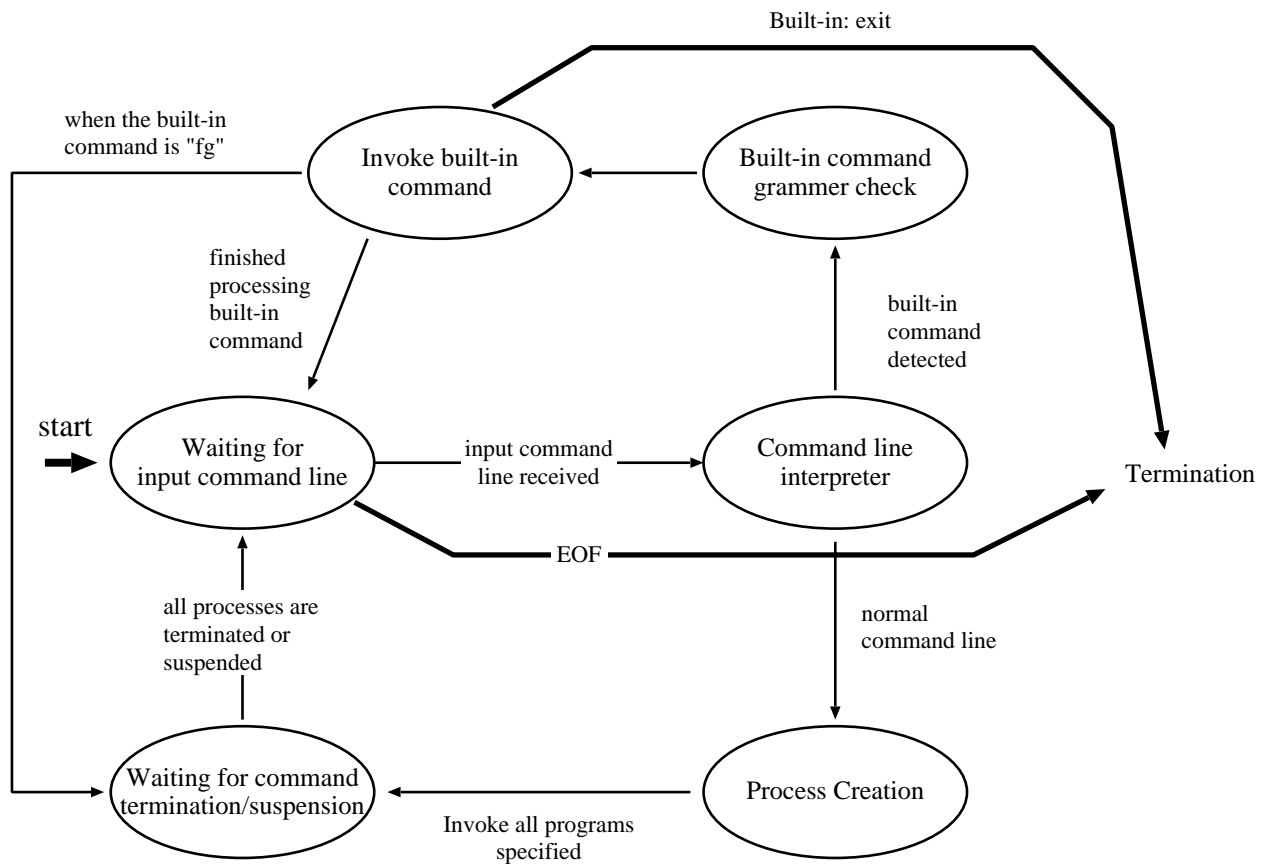 Built-in: exit
when the built-in
command is "fg"
Invoke built-in
command
Built-in command
grammer check
finished
processing
built-in
command
built-in
command
detected
start
Waiting for
input command line
input command
line received
Command line
interpreter
Termination
EOF
all processes are
terminated or
suspended
normal
command line
Waiting for command
termination/suspension
Process Creation
Invoke all programs
specified